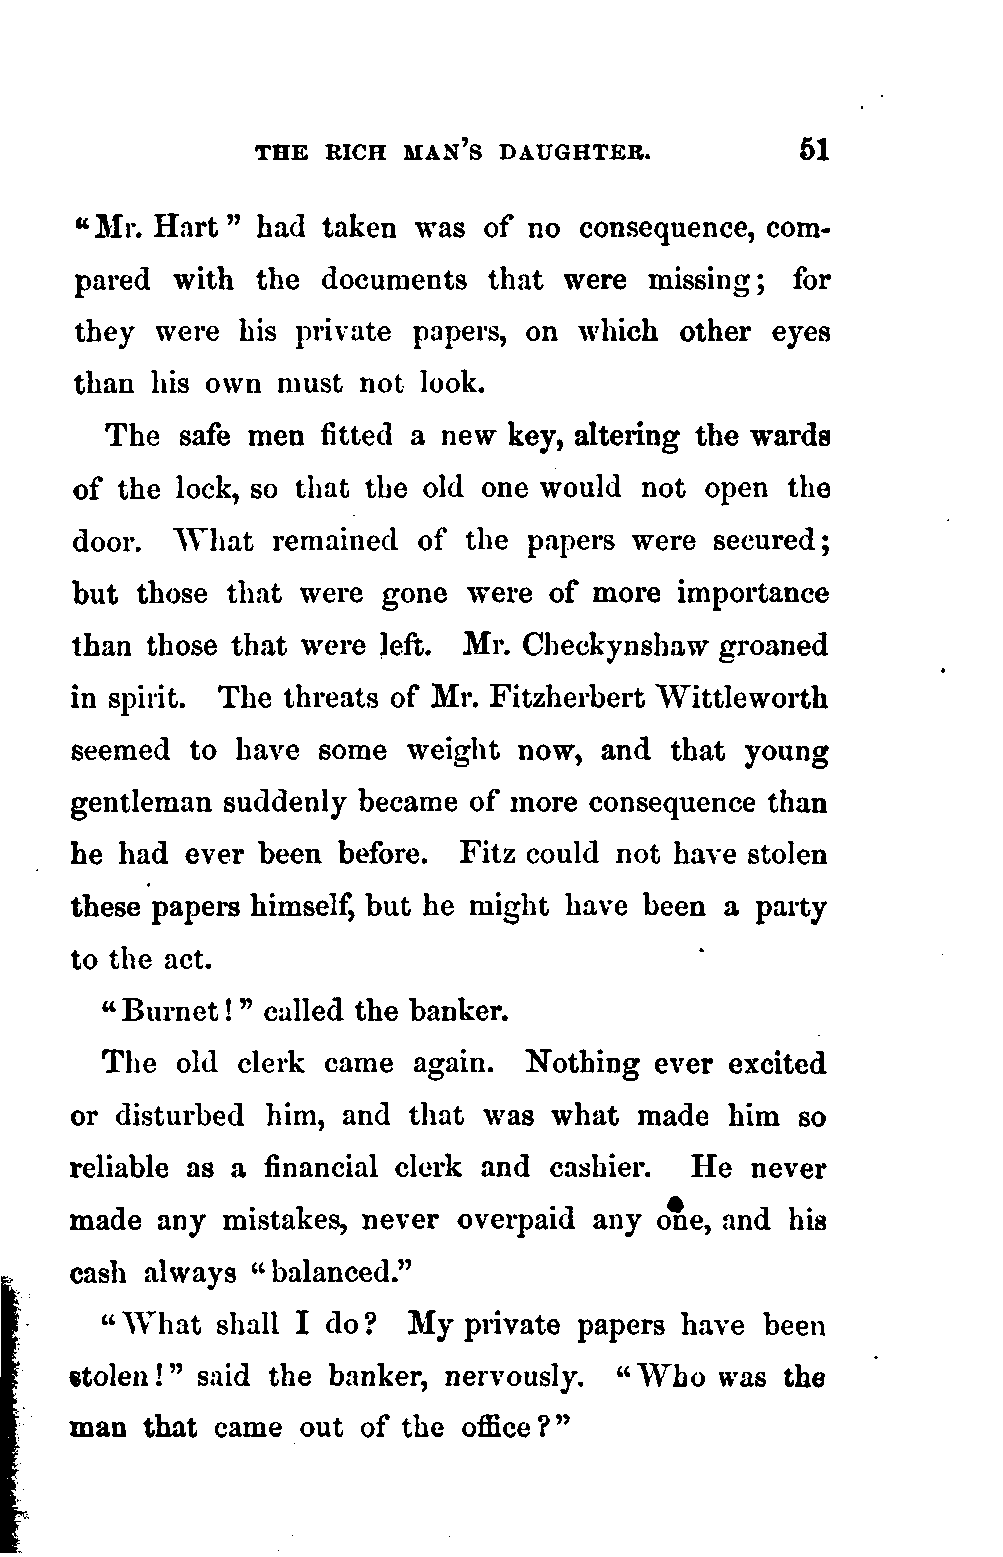 THE RICH MAN'S DAUGHTER. 51
"Mr. Hart" had taken was of no consequence, com-
pared with the documents that were missing; for
they were his private papers, on which other eyes
than his own must not look.
The safe men fitted a new key, altering the wards
of the lock, so that the old one would not open the
door. What remained of the papers were secured;
but those that were gone were of more importance
than those that were left. Mr. Checkynshaw groaned
in spirit. The threats of Mr. Fitzherbert Wittleworth
seemed to have some weight now, and that young
gentleman suddenly became of more consequence than
he had ever been before. Fitz could not have stolen
these papers himself, but he might have been a party
to the act.
"Burnet!" called the banker.
The old clerk came again. Nothing ever excited
or disturbed him, and that was what made him so
reliable as a financial clerk and cashier. He never
made any mistakes, never overpaid any one, and his
cash always "balanced."
"What shall I do? My private papers have been
stolen!" said the banker, nervously. "Who was the
man that came out of the office?"